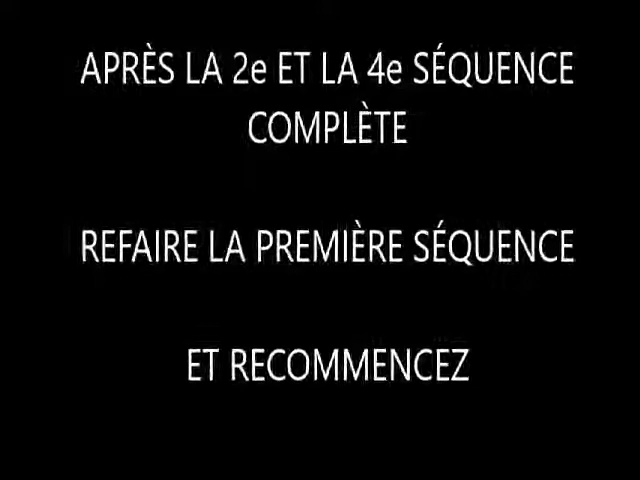 APRÈS LA 2e ET LA 4e SÉQUENCE
COMPLÈTE
REFAIRE LA PREMIÈRE SÉQUENCE
ET RECOMMENCEZ